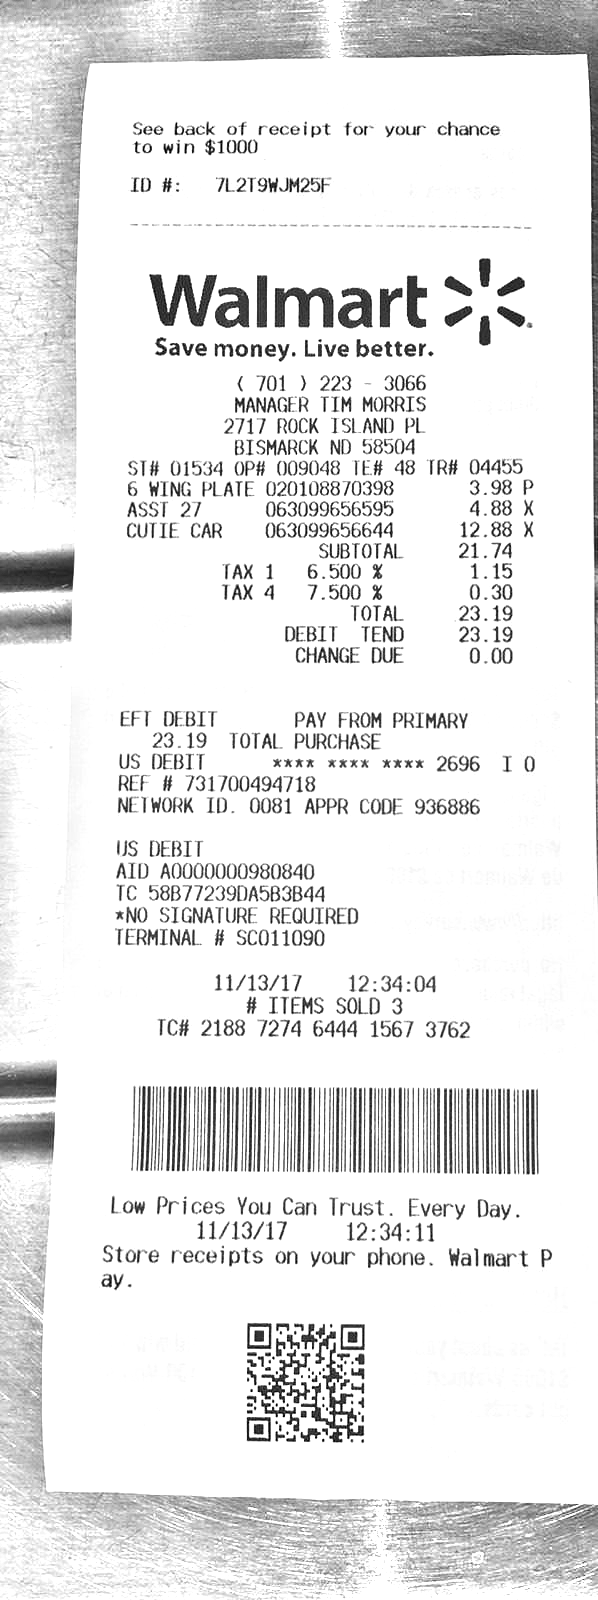 See back of receipt for your chance
to win $1000
ID #: 7L2T9WJM25F
Walmart
Save money. Live better.
( 701 ) 223 - 3066
MANAGER TIM MORRIS
2717 ROCK ISLAND PL
BISMARCK ND 58504
ST# 01534 OP# 009048 TE# 48 TR# 04455
6 WING PLATE 020108870398 3.98 P
ASST 27 063099656595 4.88 X
CUTIE CAR 063099656644 12.88 X
SUBTOTAL 21.74
TAX 1 6.500 % 1.15
TAX 4 7.500 % 0.30
TOTAL 23.19
DEBIT TEND 23.19
CHANGE DUE 0.00
EFT DEBIT PAY FROM PRIMARY
23.19 TOTAL PURCHASE
US DEBIT **** **** **** 2696 I 0
REF # 731700494718
NETWORK ID. 0081 APPR CODE 936886
US DEBIT
AID A0000000980840
TC 58B77239DA5B3B44
*NO SIGNATURE REQUIRED
TERMINAL # SC011090
11/13/17 12:34:04
# ITEMS SOLD 3
TC# 2188 7274 6444 1567 3762
Low Prices You Can Trust. Every Day.
11/13/17 12:34:11
Store receipts on your phone. Walmart P
ay.